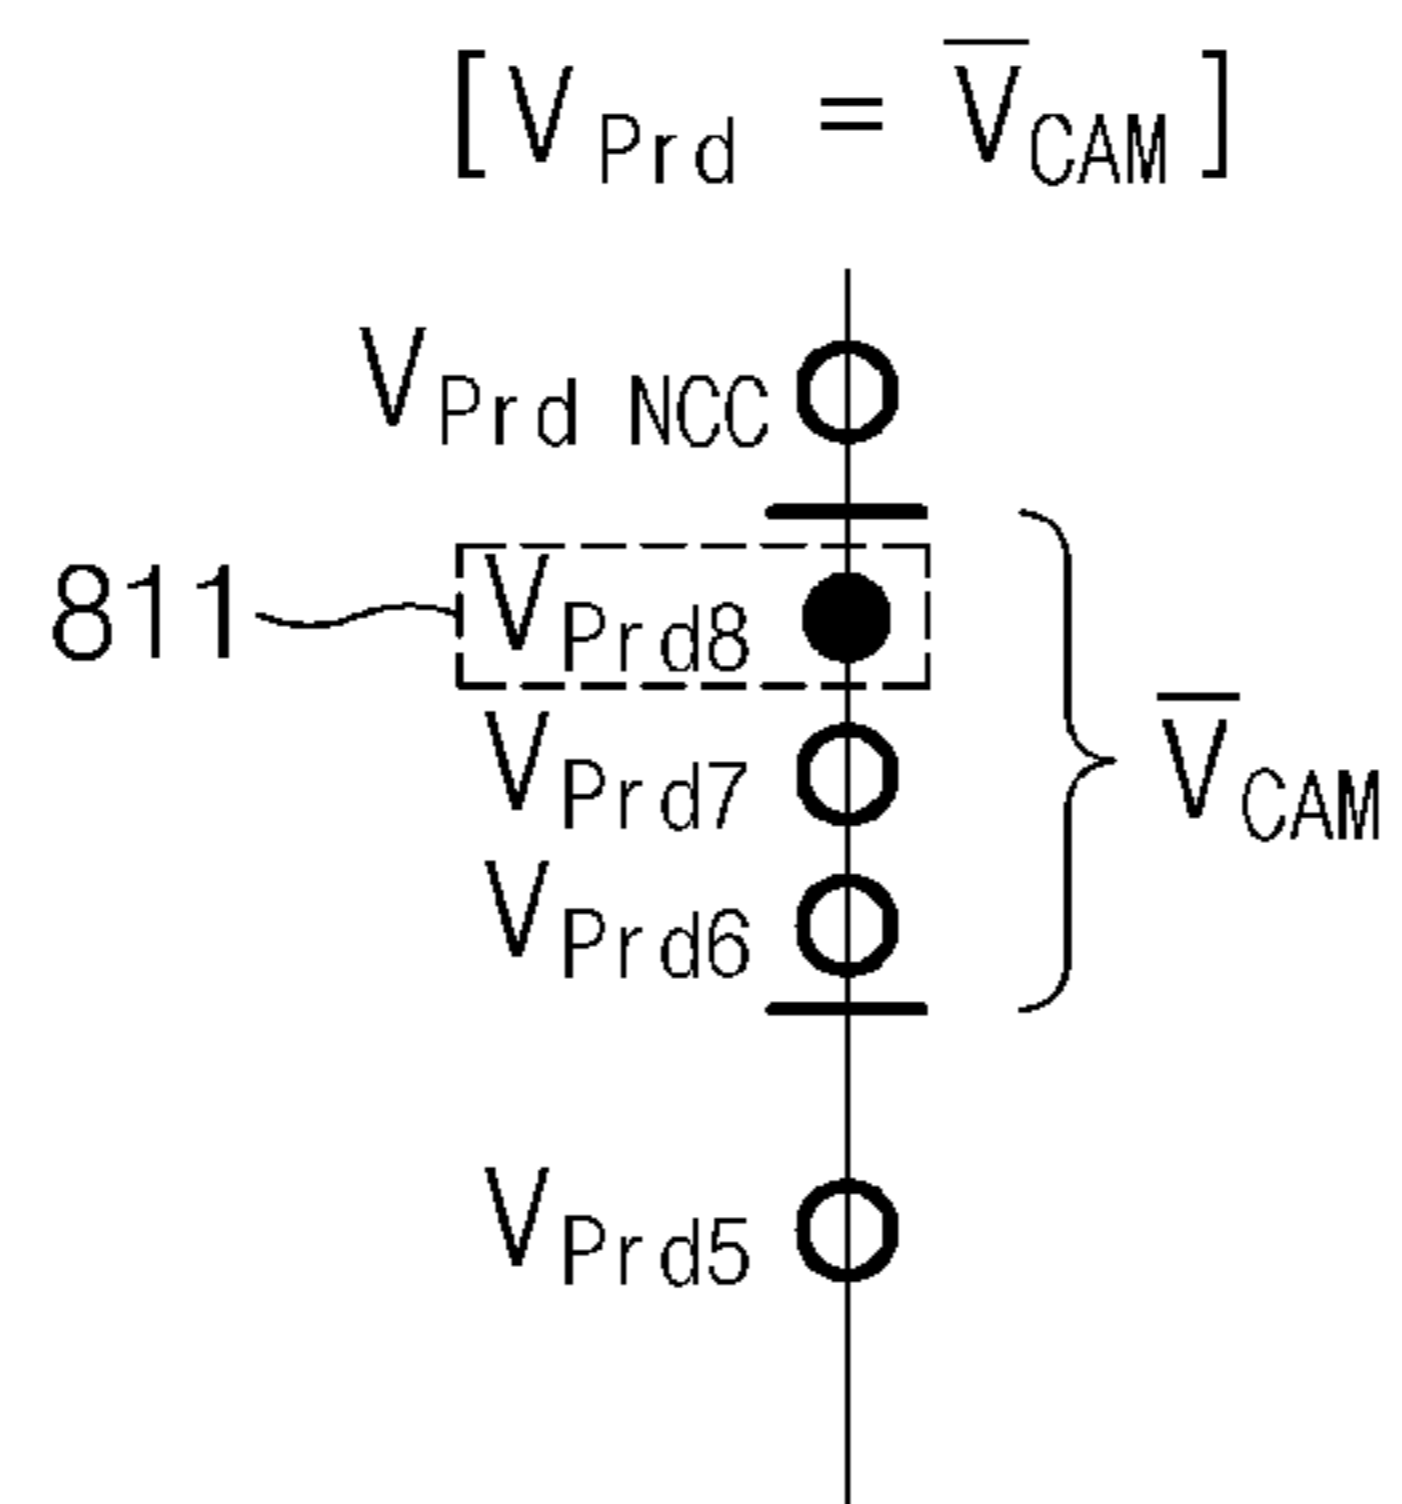 [V_Prd = V̅_CAM]
V_Prd NCC
811
V_Prd8
V_Prd7
V̅_CAM
V_Prd6
V_Prd5